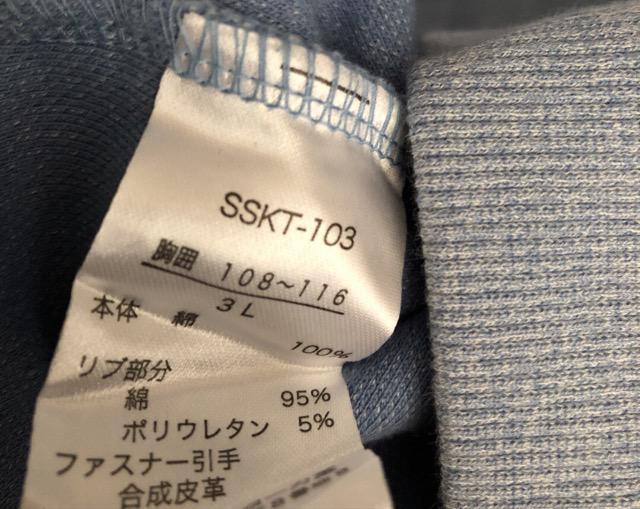 SSKT-103
胸囲 108~116
3L
本体 綿 100%
リブ部分
綿 95%
ポリウレタン 5%
ファスナー引手
合成皮革